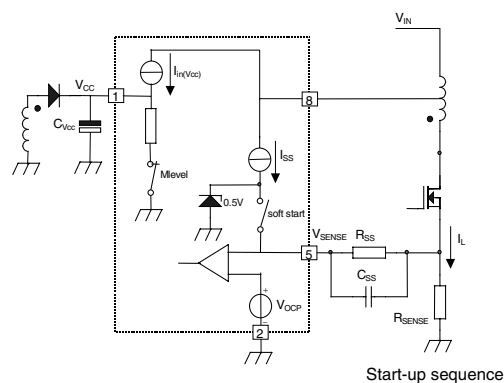 V_IN
V_CC
1
I_in(Vcc)
8
C_Vcc
I_SS
Mlevel
0.5V
soft start
V_SENSE
R_SS
I_L
5
C_SS
+
V_OCP
−
R_SENSE
2
Start-up sequence